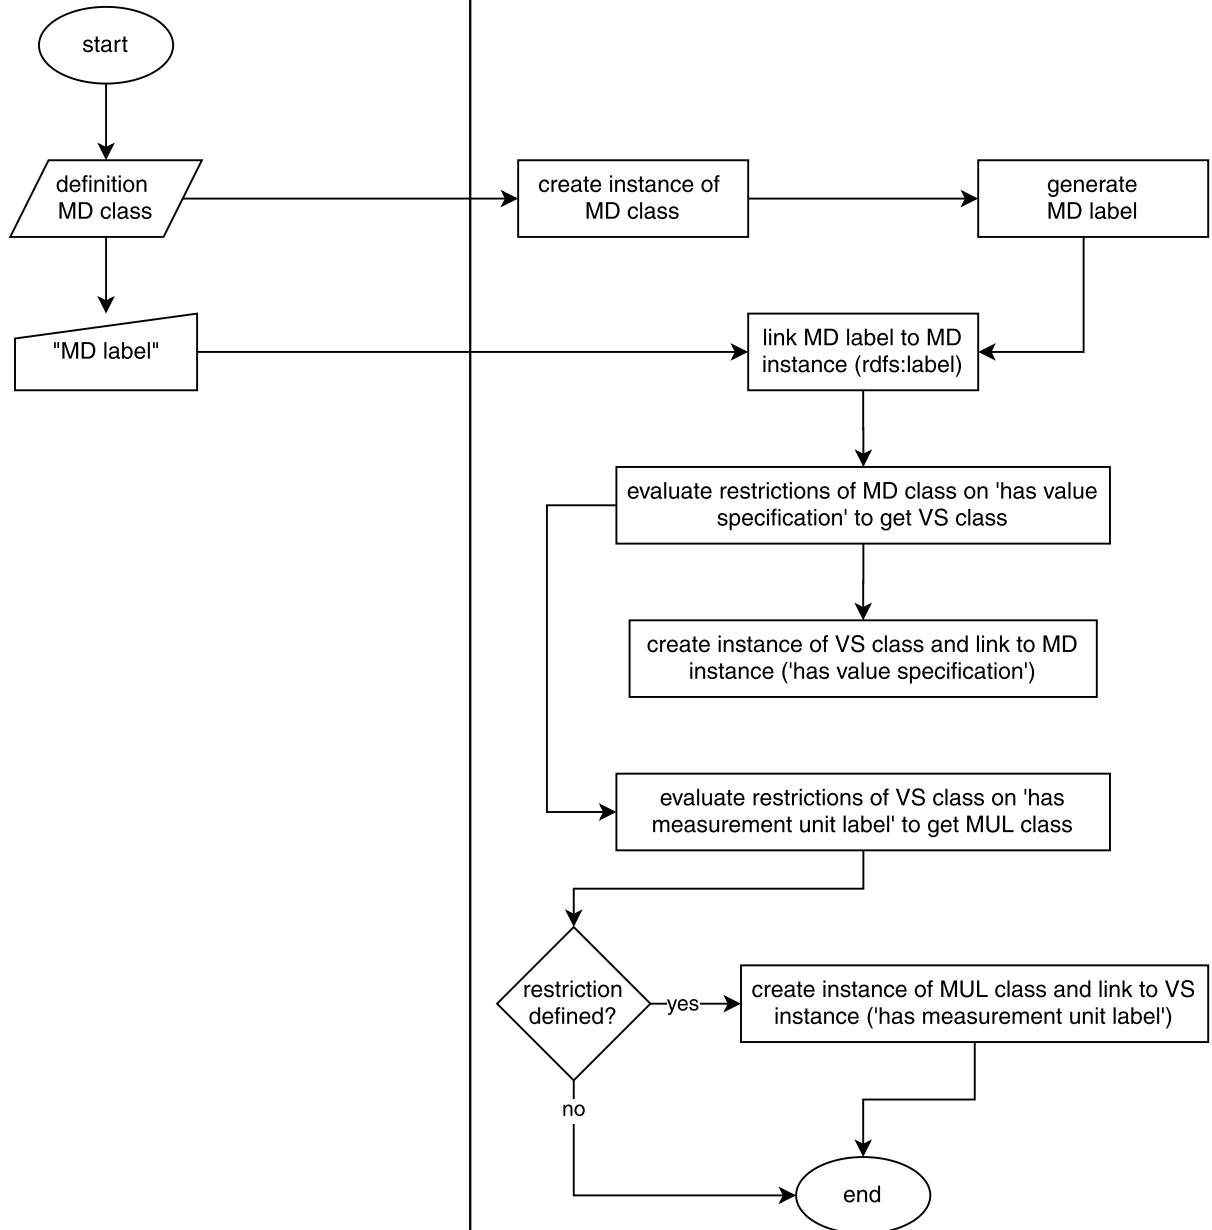 start
definition
MD class
create instance of
MD class
generate
MD label
"MD label"
link MD label to MD
instance (rdfs:label)
evaluate restrictions of MD class on 'has value
specification' to get VS class
create instance of VS class and link to MD
instance ('has value specification')
evaluate restrictions of VS class on 'has
measurement unit label' to get MUL class
restriction
defined?
yes
create instance of MUL class and link to VS
instance ('has measurement unit label')
no
end